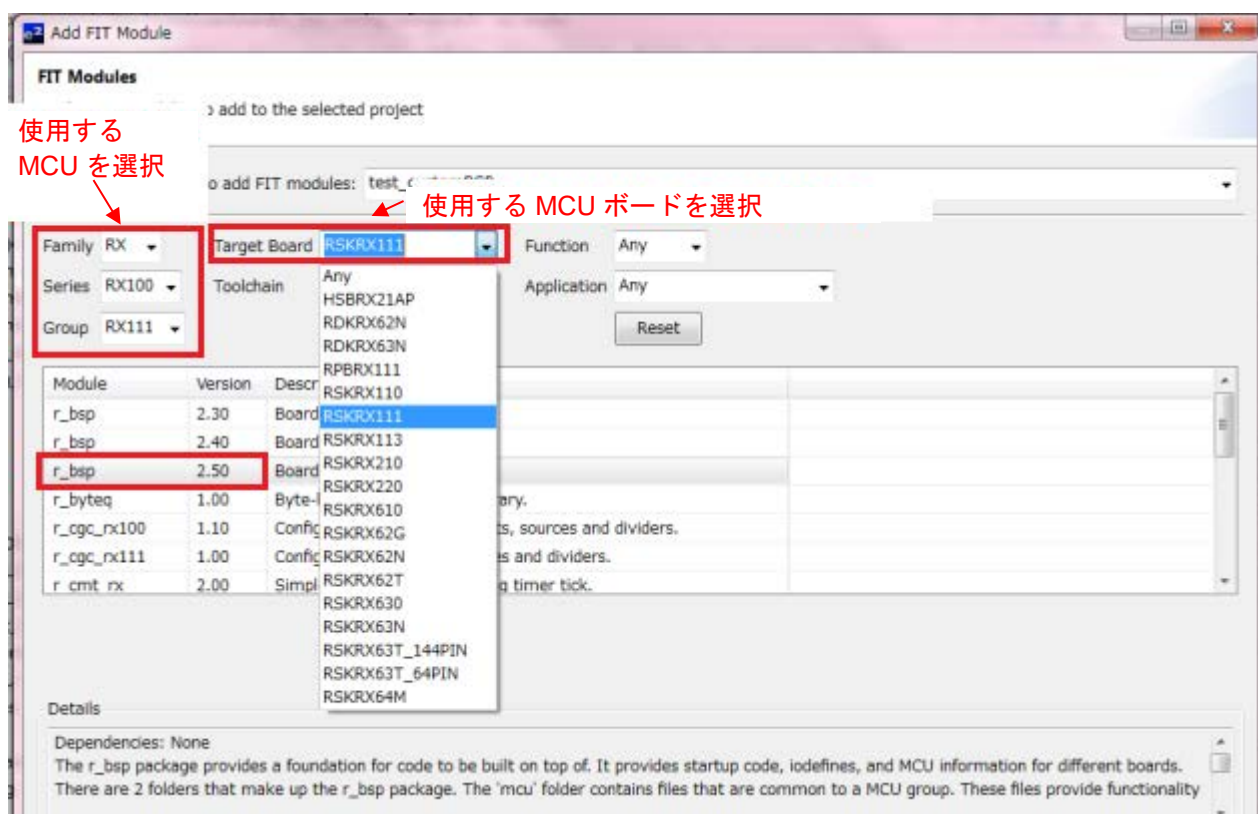 Add FIT Module
FIT Modules
o add to the selected project
使用する
MCU を選択
o add FIT modules: test_
使用する MCU ボードを選択
Family RX Target Board RSKRX111 Function Any
Series RX100 Toolchain Application Any
Group RX111 Reset
Any
HSBRX21AP
RDKRX62N
RDKRX63N
RPBRX111
RSKRX110
RSKRX111
RSKRX113
RSKRX210
RSKRX220
RSKRX610
RSKRX62G
RSKRX62N
RSKRX62T
RSKRX630
RSKRX63N
RSKRX63T_144PIN
RSKRX63T_64PIN
RSKRX64M
Module Version Descr
r_bsp 2.30 Board
r_bsp 2.40 Board
r_bsp 2.50 Board
r_byteq 1.00 Byte- ary.
r_cgc_rx100 1.10 Config ts, sources and dividers.
r_cgc_rx111 1.00 Config es and dividers.
r_cmt_rx 2.00 Simpl g timer tick.
Details
Dependencies: None
The r_bsp package provides a foundation for code to be built on top of. It provides startup code, iodefines, and MCU information for different boards.
There are 2 folders that make up the r_bsp package. The 'mcu' folder contains files that are common to a MCU group. These files provide functionality